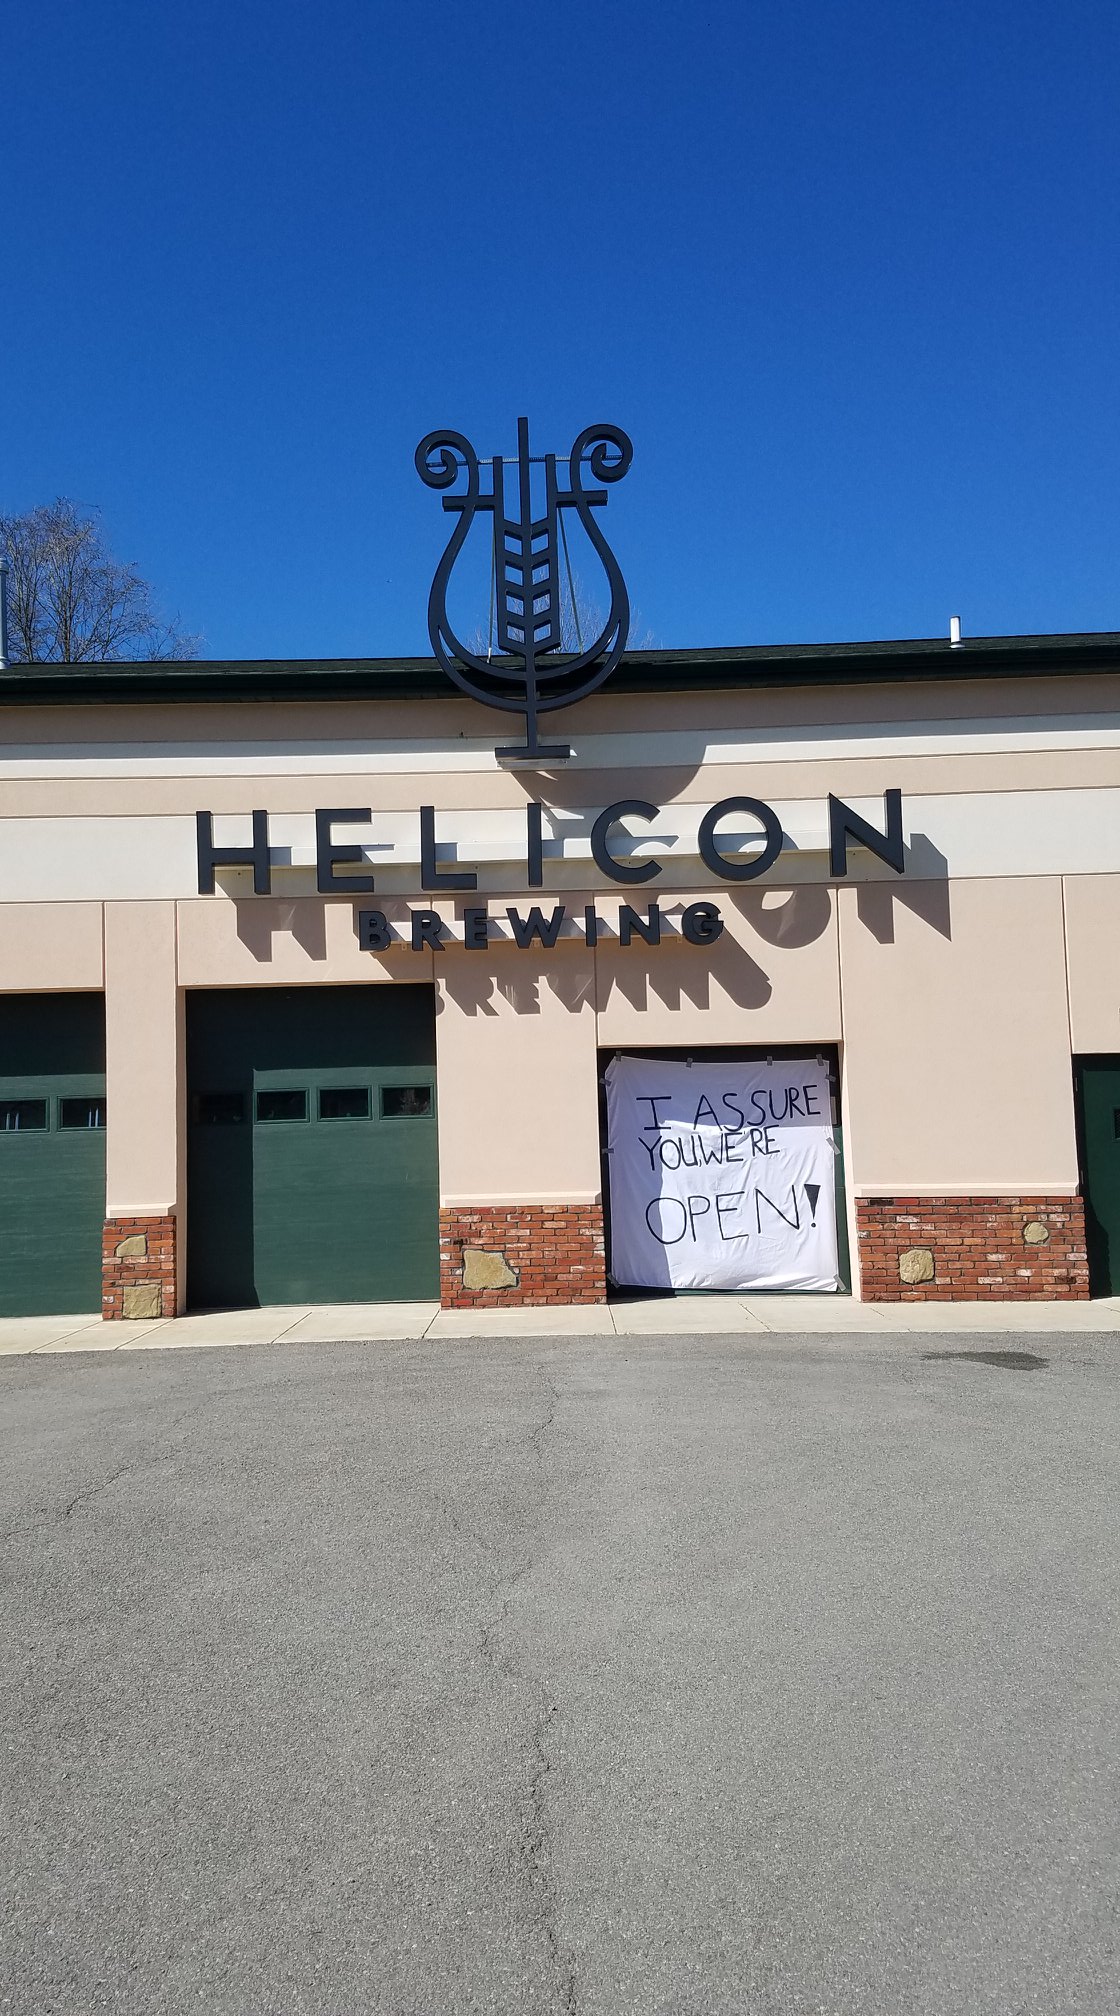 HELICON
BREWING
I ASSURE
YOU, WE'RE
OPEN!